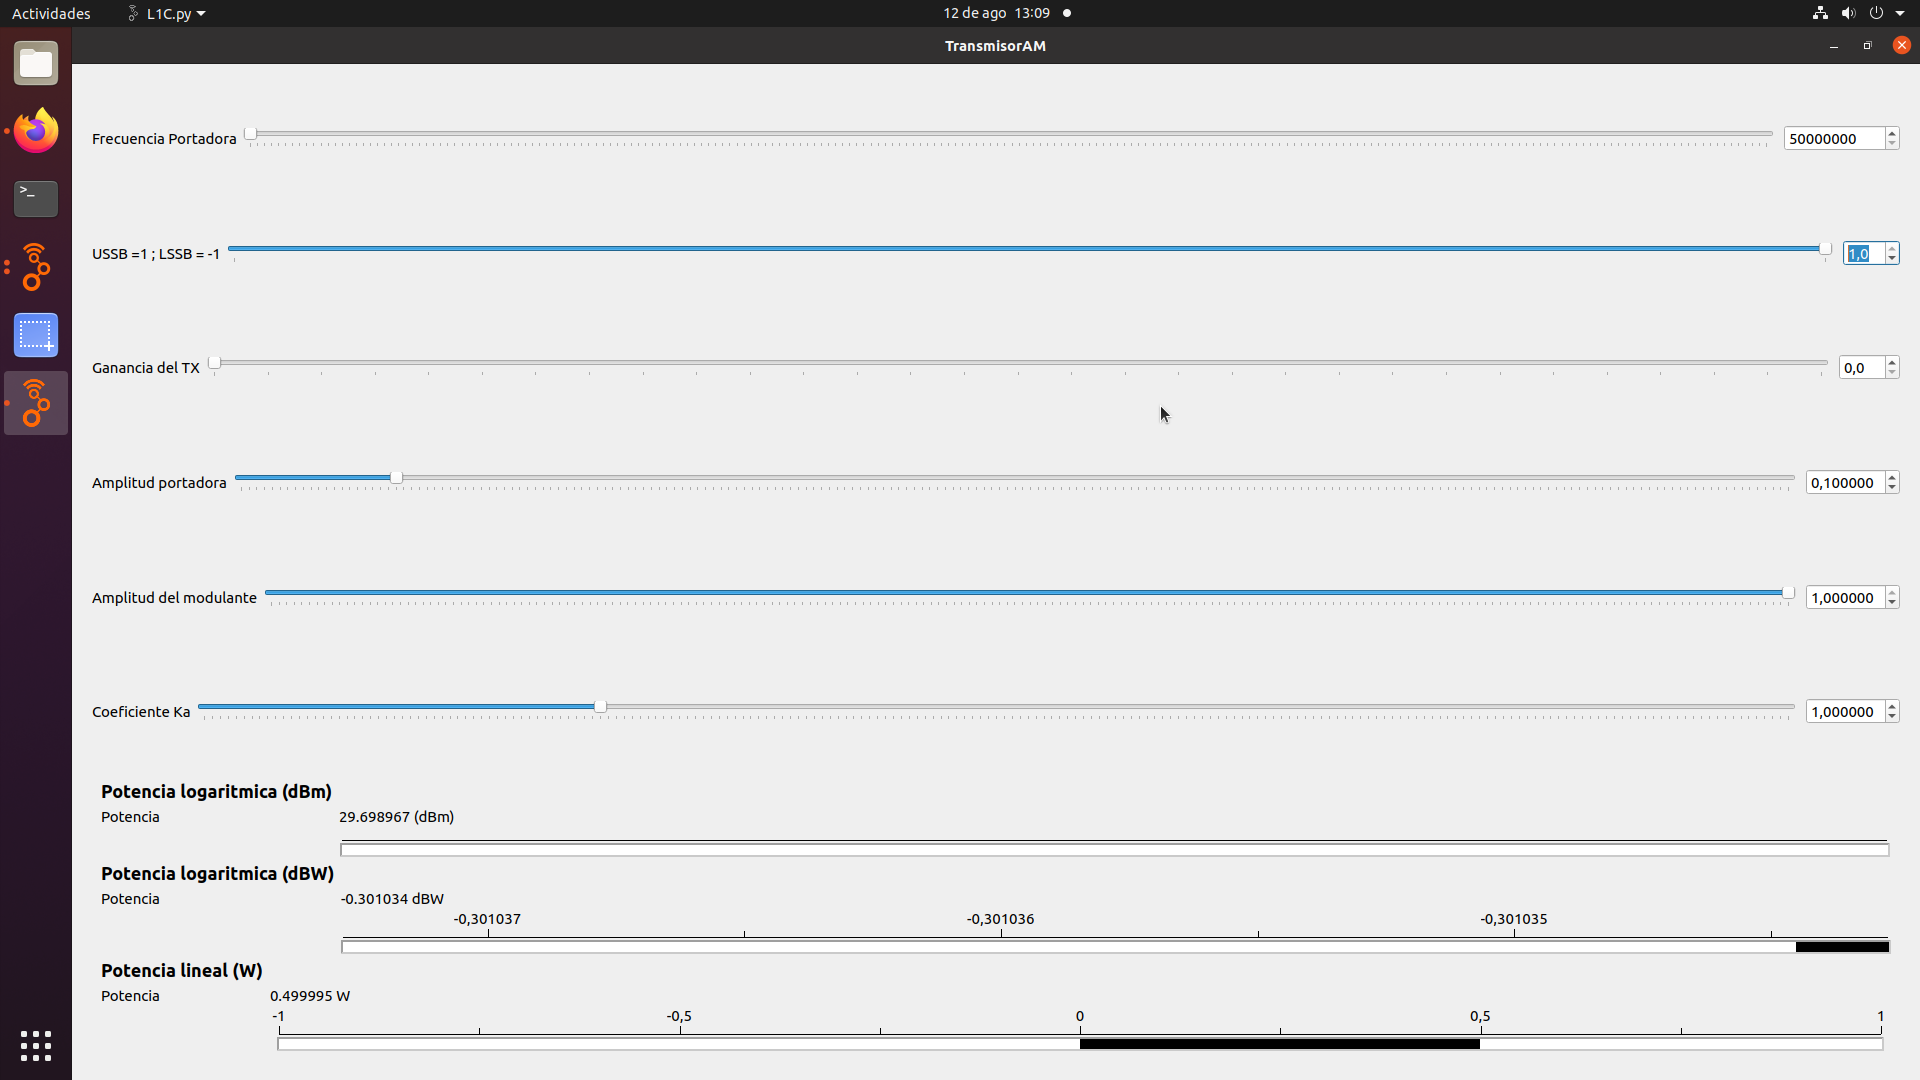 Actividades L1C.py 12 de ago 13:09
TransmisorAM
Frecuencia Portadora 50000000
USSB =1 ; LSSB = -1 1,0
Ganancia del TX 0,0
Amplitud portadora 0,100000
Amplitud del modulante 1,000000
Coeficiente Ka 1,000000
Potencia logaritmica (dBm)
Potencia 29.698967 (dBm)
Potencia logaritmica (dBW)
Potencia -0.301034 dBW
-0,301037 -0,301036 -0,301035
Potencia lineal (W)
Potencia 0.499995 W
-1 -0,5 0 0,5 1